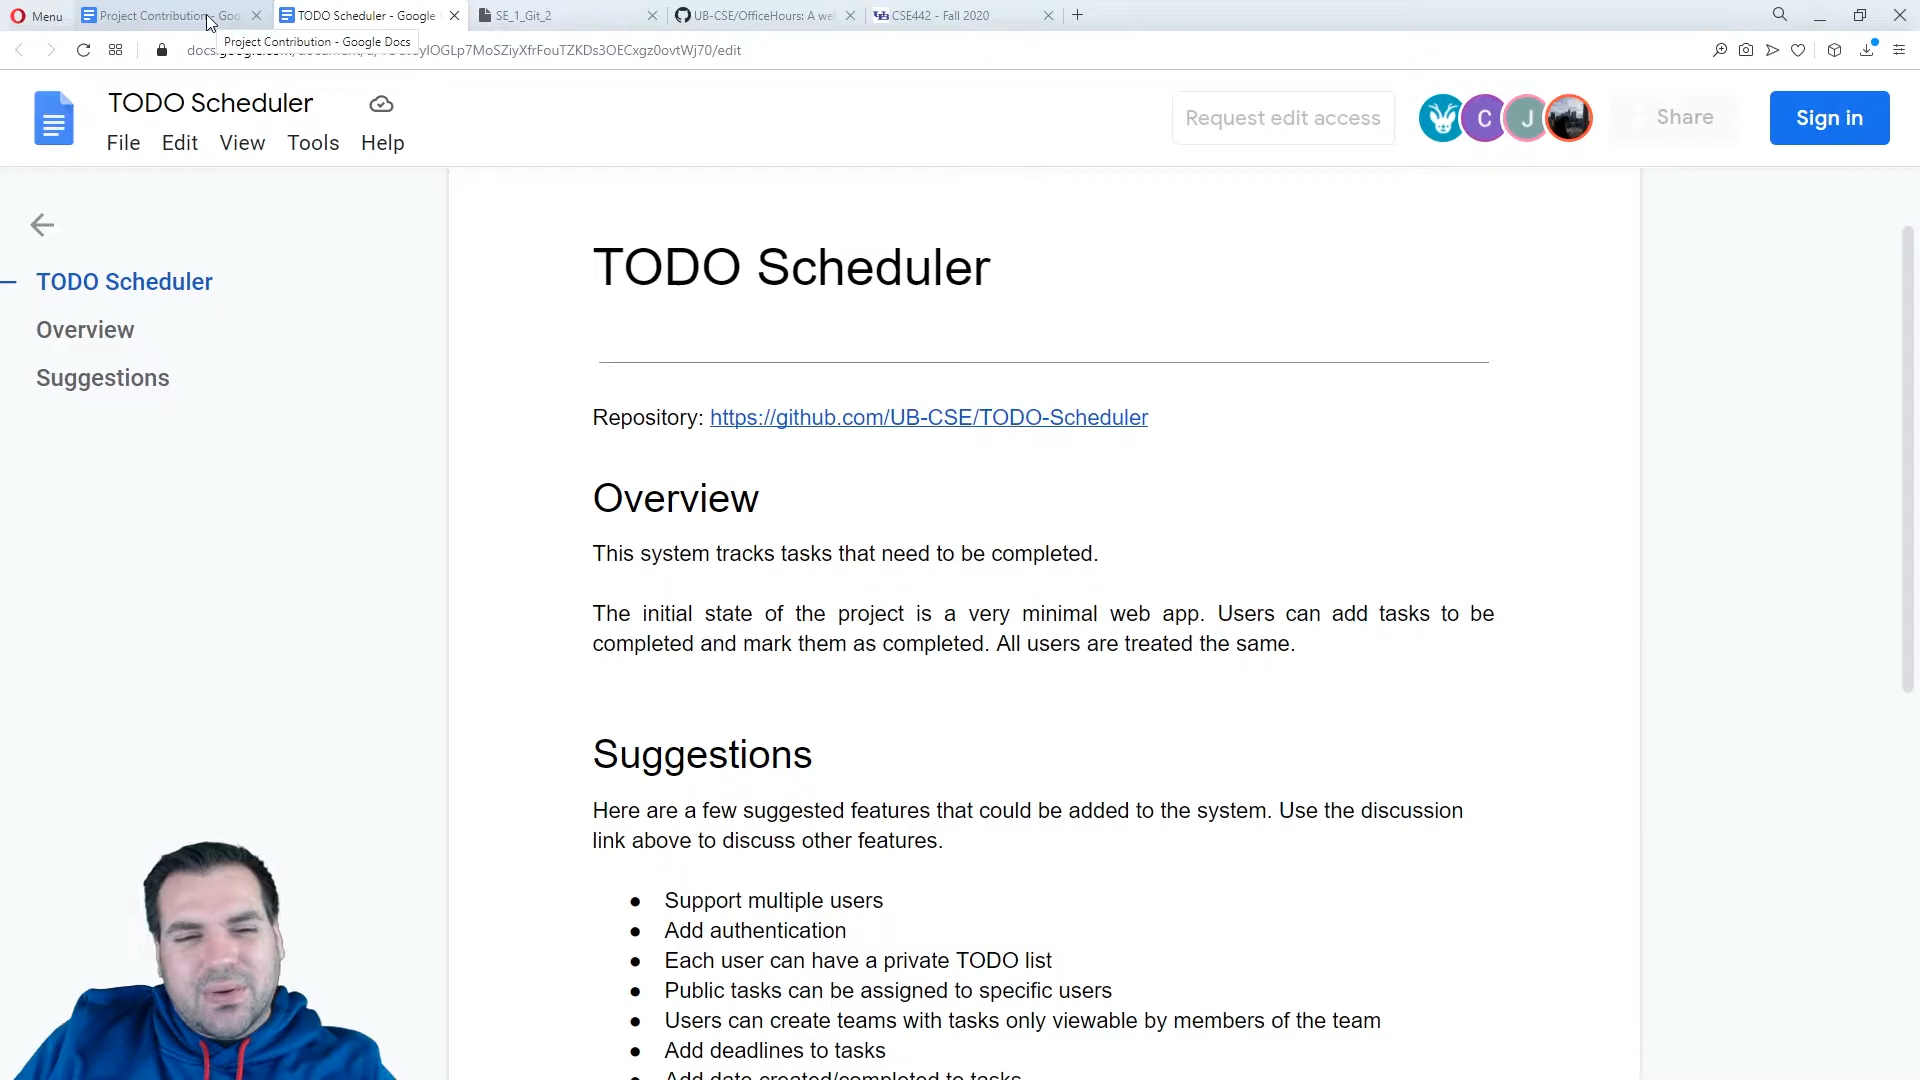 Menu
Project Contribution - Goo
TODO Scheduler - Google
SE_1_Git_2
UB-CSE/OfficeHours: A we
CSE442 - Fall 2020
Project Contribution - Google Docs
TODO Scheduler
Request edit access
C
J
Share
Sign in
File Edit View Tools Help
TODO Scheduler
Overview
Suggestions
TODO Scheduler
Repository: https://github.com/UB-CSE/TODO-Scheduler
Overview
This system tracks tasks that need to be completed.
The initial state of the project is a very minimal web app. Users can add tasks to be
completed and mark them as completed. All users are treated the same.
Suggestions
Here are a few suggested features that could be added to the system. Use the discussion
link above to discuss other features.
● Support multiple users
● Add authentication
● Each user can have a private TODO list
● Public tasks can be assigned to specific users
● Users can create teams with tasks only viewable by members of the team
● Add deadlines to tasks
● Add date created/completed to tasks